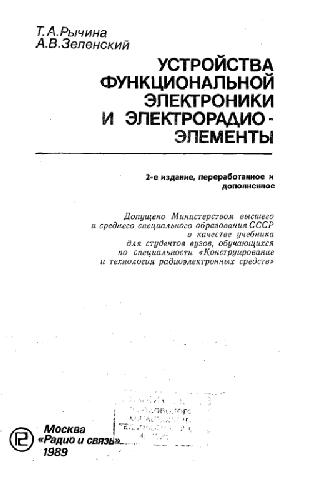 Т.А.Рычина
А.В.Зеленский
УСТРОЙСТВА
ФУНКЦИОНАЛЬНОЙ
ЭЛЕКТРОНИКИ
И ЭЛЕКТРОРАДИО-
ЭЛЕМЕНТЫ
2-е издание, переработанное и
дополненное
Допущено Министерством высшего
и среднего специального образования СССР
в качестве учебника
для студентов вузов, обучающихся
по специальности «Конструирование
и технология радиоэлектронных средств»
Москва
«Радио и связь»
1989